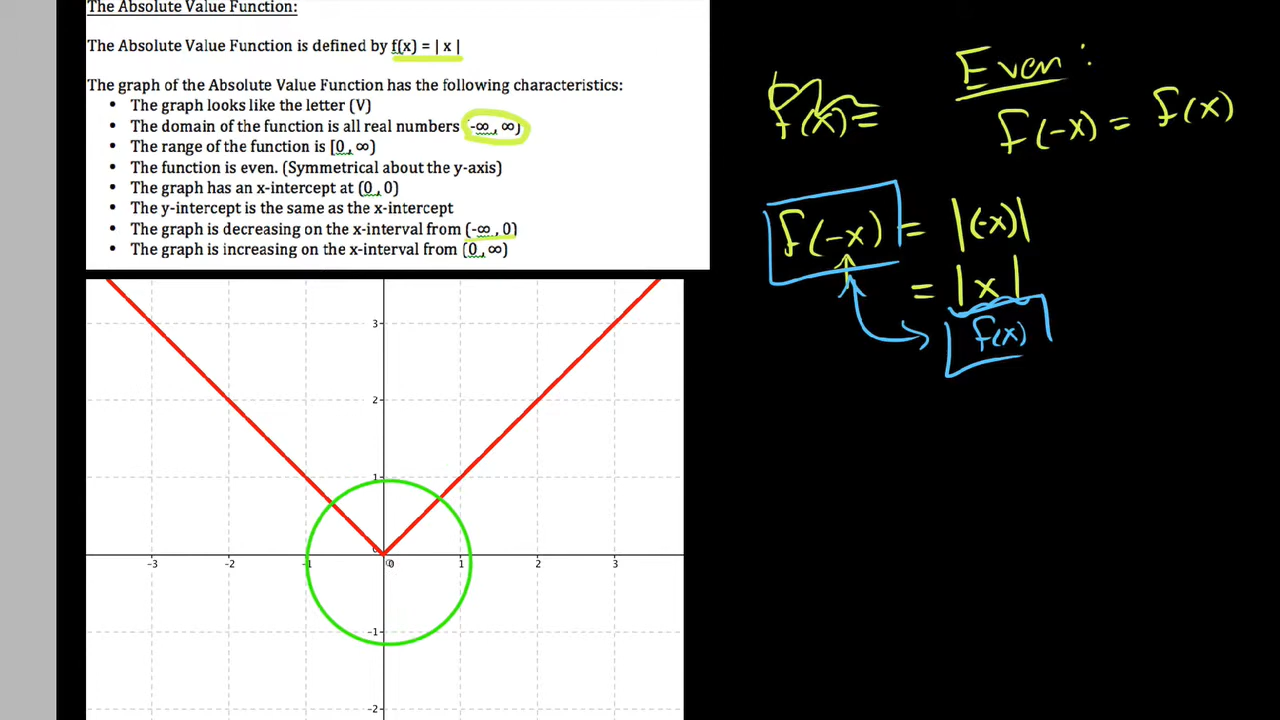 The Absolute Value Function:
The Absolute Value Function is defined by f(x) = | x |
The graph of the Absolute Value Function has the following characteristics:
• The graph looks like the letter (V)
• The domain of the function is all real numbers (-∞ , ∞)
• The range of the function is [0 , ∞)
• The function is even. (Symmetrical about the y-axis)
• The graph has an x-intercept at (0 , 0)
• The y-intercept is the same as the x-intercept
• The graph is decreasing on the x-interval from (-∞ , 0)
• The graph is increasing on the x-interval from (0 , ∞)
Even:
f(x) =
f(-x) = f(x)
f(-x) = |(-x)|
= |x|
f(x)
3
2
1
0
-3 -2 -1 0 1 2 3
-1
-2